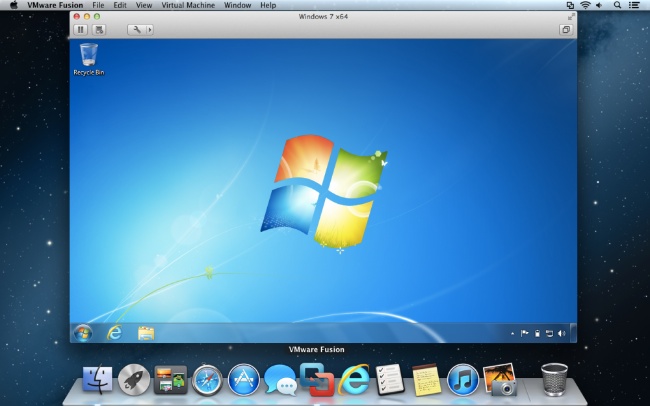 VMware Fusion File Edit View Virtual Machine Window Help
Windows 7 x64
Recycle Bin
VMware Fusion